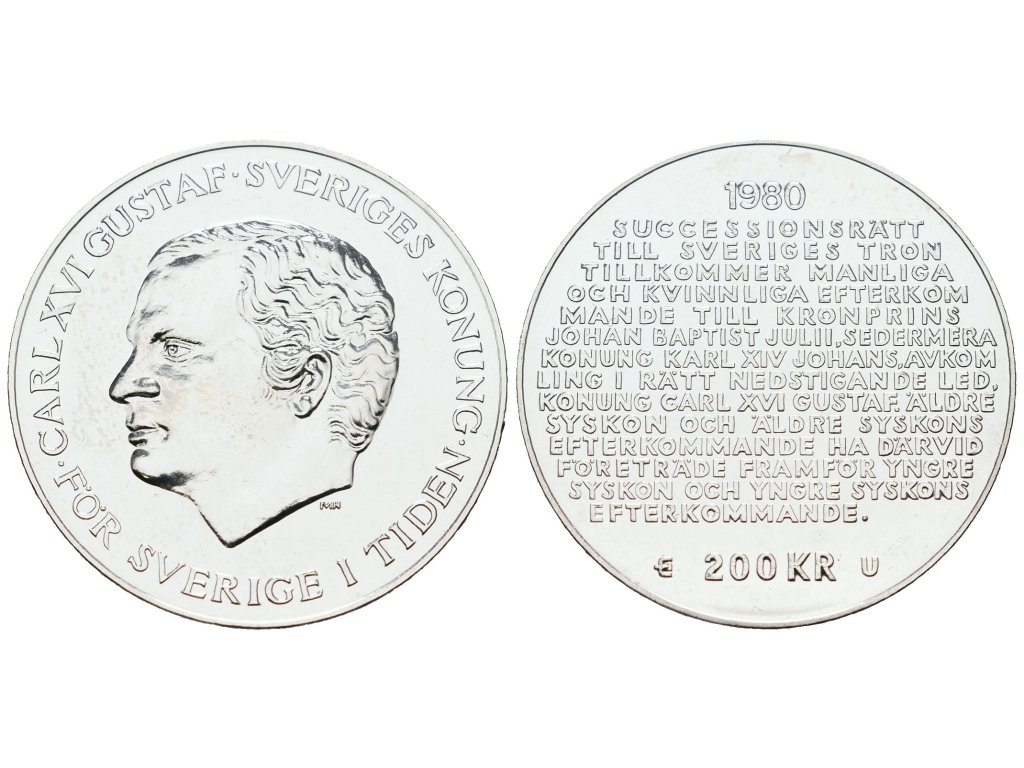 · CARL XVI GUSTAF · SVERIGES KONUNG ·
FÖR SVERIGE I TIDEN
MN
1980
SUCCESSIONSRÄTT
TILL SVERIGES TRON
TILLKOMMER MANLIGA
OCH KVINNLIGA EFTERKOM
MANDE TILL KRONPRINS
JOHAN BAPTIST JULII, SEDERMERA
KONUNG KARL XIV JOHANS, AVKOM
LING I RÄTT NEDSTIGANDE LED,
KONUNG CARL XVI GUSTAF. ÄLDRE
SYSKON OCH ÄLDRE SYSKONS
EFTERKOMMANDE HA DÄRVID
FÖRETRÄDE FRAMFÖR YNGRE
SYSKON OCH YNGRE SYSKONS
EFTERKOMMANDE.
200 KR U